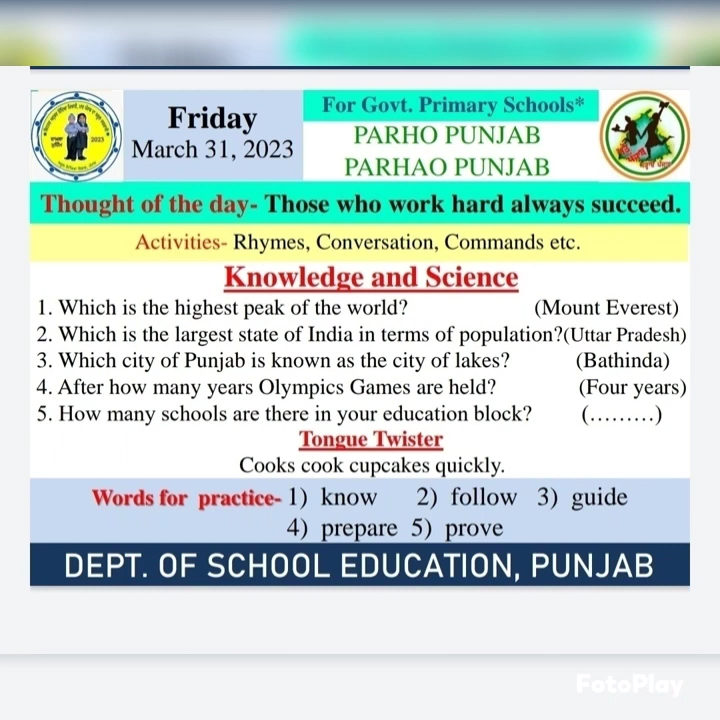 Friday
March 31, 2023
For Govt. Primary Schools*
PARHO PUNJAB
PARHAO PUNJAB
2023
Thought of the day- Those who work hard always succeed.
Activities- Rhymes, Conversation, Commands etc.
Knowledge and Science
1. Which is the highest peak of the world? (Mount Everest)
2. Which is the largest state of India in terms of population?(Uttar Pradesh)
3. Which city of Punjab is known as the city of lakes? (Bathinda)
4. After how many years Olympics Games are held? (Four years)
5. How many schools are there in your education block? (.........)
Tongue Twister
Cooks cook cupcakes quickly.
Words for practice- 1) know 2) follow 3) guide
4) prepare 5) prove
DEPT. OF SCHOOL EDUCATION, PUNJAB
FotoPlay